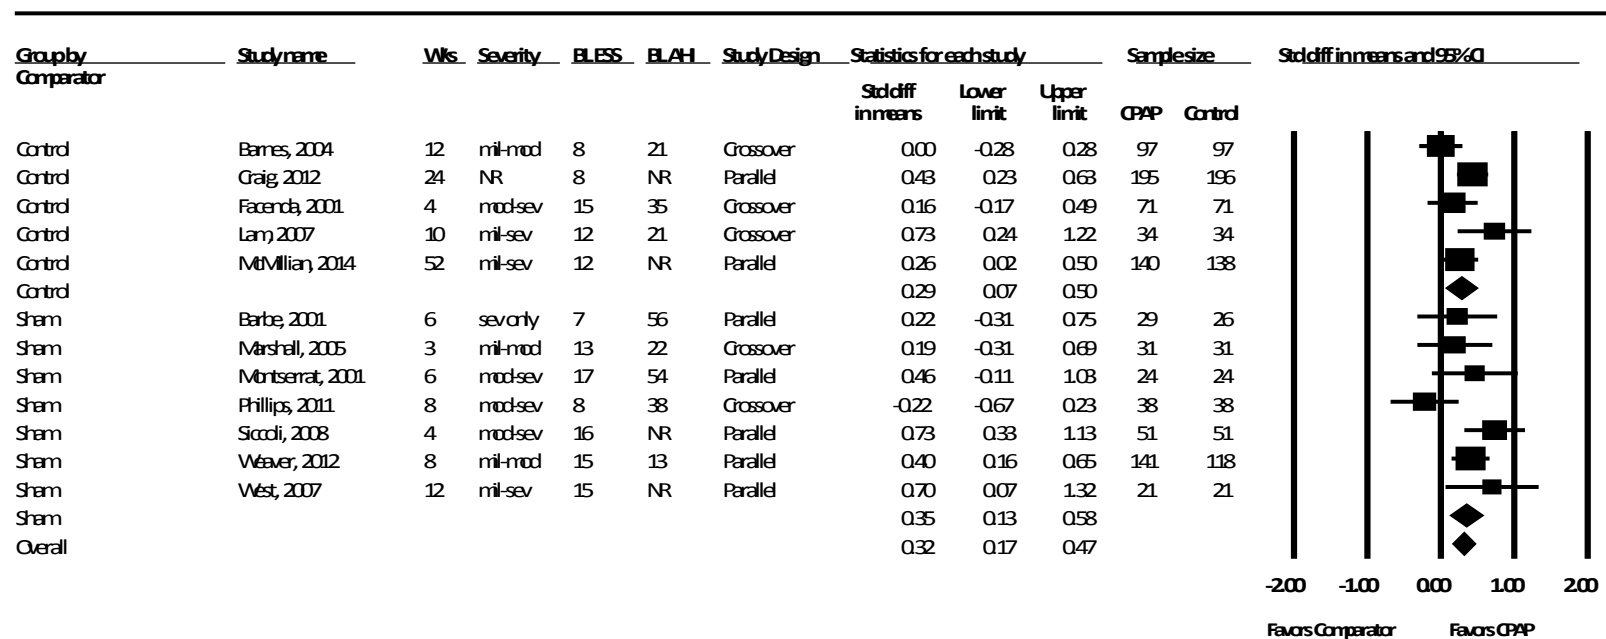 Group by Study name Wks Severity BLESS BLAHI Study Design Statistics for each study Sample size Std diff in means and 95% CI
Comparator
Std diff Lower Upper
in means limit limit CPAP Control
Control Barnes, 2004 12 mil-mod 8 21 Crossover 0.00 -0.28 0.28 97 97
Control Craig, 2012 24 NR 8 NR Parallel 0.43 0.23 0.63 195 196
Control Facenda, 2001 4 mod-sev 15 35 Crossover 0.16 -0.17 0.49 71 71
Control Lam, 2007 10 mil-sev 12 21 Crossover 0.73 0.24 1.22 34 34
Control McMillian, 2014 52 mil-sev 12 NR Parallel 0.26 0.02 0.50 140 138
Control 0.29 0.07 0.50
Sham Barbe, 2001 6 sev only 7 56 Parallel 0.22 -0.31 0.75 29 26
Sham Marshall, 2005 3 mil-mod 13 22 Crossover 0.19 -0.31 0.69 31 31
Sham Montserrat, 2001 6 mod-sev 17 54 Parallel 0.46 -0.11 1.03 24 24
Sham Phillips, 2011 8 mod-sev 8 38 Crossover -0.22 -0.67 0.23 38 38
Sham Siccoli, 2008 4 mod-sev 16 NR Parallel 0.73 0.33 1.13 51 51
Sham Weaver, 2012 8 mil-mod 15 13 Parallel 0.40 0.16 0.65 141 118
Sham West, 2007 12 mil-sev 15 NR Parallel 0.70 0.07 1.32 21 21
Sham 0.35 0.13 0.58
Overall 0.32 0.17 0.47
-2.00 -1.00 0.00 1.00 2.00
Favors Comparator Favors CPAP